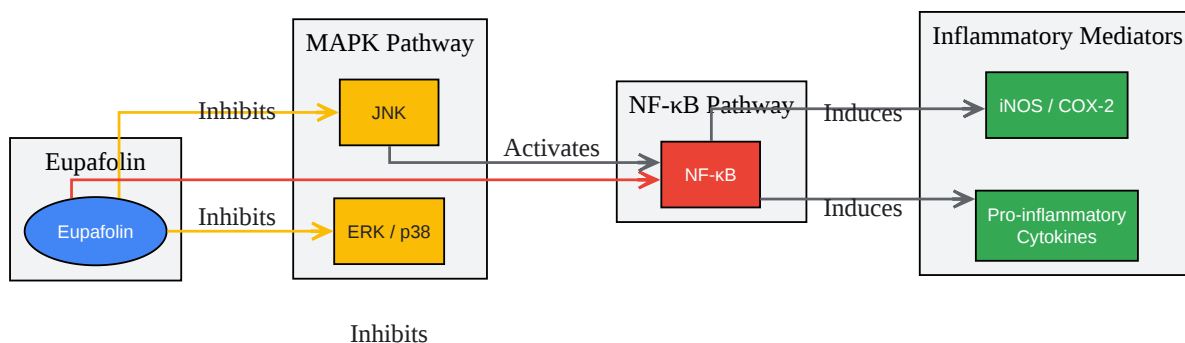 MAPK Pathway
Inflammatory Mediators
JNK
Inhibits
NF-κB Pathway
Induces
iNOS / COX-2
Eupafolin
Activates
NF-κB
Eupafolin
Inhibits
ERK / p38
Induces
Pro-inflammatory
Cytokines
Inhibits